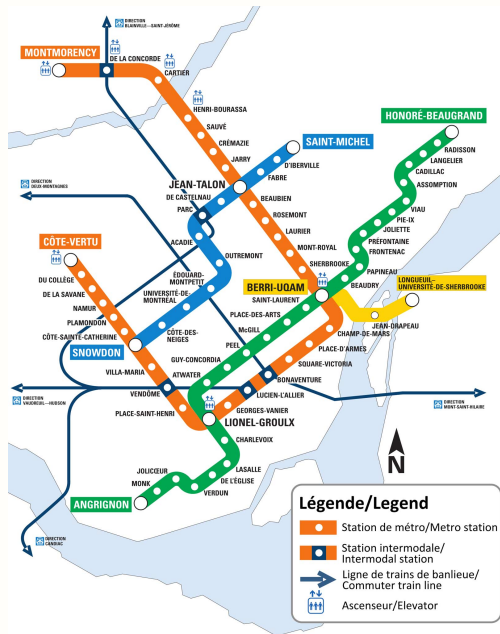 DIRECTION
BLAINVILLE—SAINT-JÉRÔME
MONTMORENCY
DE LA CONCORDE
CARTIER
HENRI-BOURASSA
SAUVÉ
CRÉMAZIE
JARRY
HONORÉ-BEAUGRAND
RADISSON
LANGELIER
CADILLAC
ASSOMPTION
VIAU
PIE-IX
JOLIETTE
PRÉFONTAINE
FRONTENAC
PAPINEAU
BEAUDRY
SAINT-MICHEL
D'IBERVILLE
FABRE
JEAN-TALON
DE CASTELNAU
PARC
ACADIE
OUTREMONT
ÉDOUARD-
MONTPETIT
UNIVERSITÉ-DE-
MONTRÉAL
CÔTE-DES-
NEIGES
SNOWDON
BEAUBIEN
ROSEMONT
LAURIER
MONT-ROYAL
SHERBROOKE
DIRECTION
DEUX-MONTAGNES
CÔTE-VERTU
DU COLLÈGE
DE LA SAVANE
NAMUR
PLAMONDON
CÔTE-SAINTE-CATHERINE
VILLA-MARIA
VENDÔME
PLACE-SAINT-HENRI
BERRI-UQAM
SAINT-LAURENT
PLACE-DES-ARTS
McGILL
PEEL
GUY-CONCORDIA
ATWATER
LONGUEUIL–
UNIVERSITÉ-DE-SHERBROOKE
JEAN-DRAPEAU
CHAMP-DE-MARS
PLACE-D'ARMES
SQUARE-VICTORIA
BONAVENTURE
LUCIEN-L'ALLIER
GEORGES-VANIER
LIONEL-GROULX
CHARLEVOIX
LASALLE
DE L'ÉGLISE
VERDUN
JOLICŒUR
MONK
ANGRIGNON
DIRECTION
VAUDREUIL—HUDSON
DIRECTION
MONT-SAINT-HILAIRE
DIRECTION
CANDIAC
N
Légende/Legend
Station de métro/Metro station
Station intermodale/
Intermodal station
Ligne de trains de banlieue/
Commuter train line
Ascenseur/Elevator